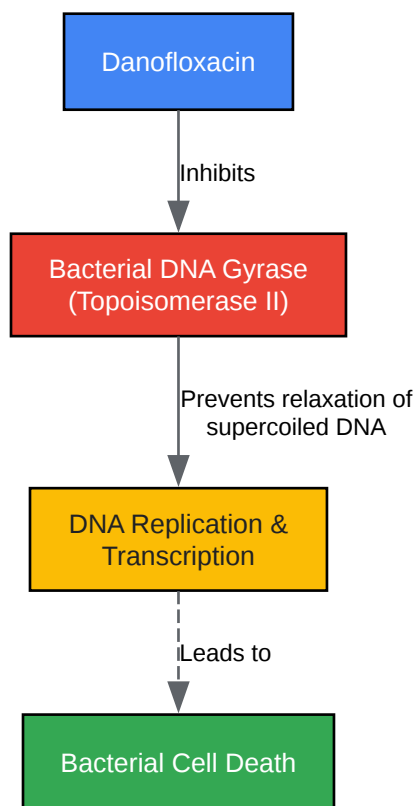 Danofloxacin
Inhibits
Bacterial DNA Gyrase
(Topoisomerase II)
Prevents relaxation of
supercoiled DNA
DNA Replication &
Transcription
Leads to
Bacterial Cell Death